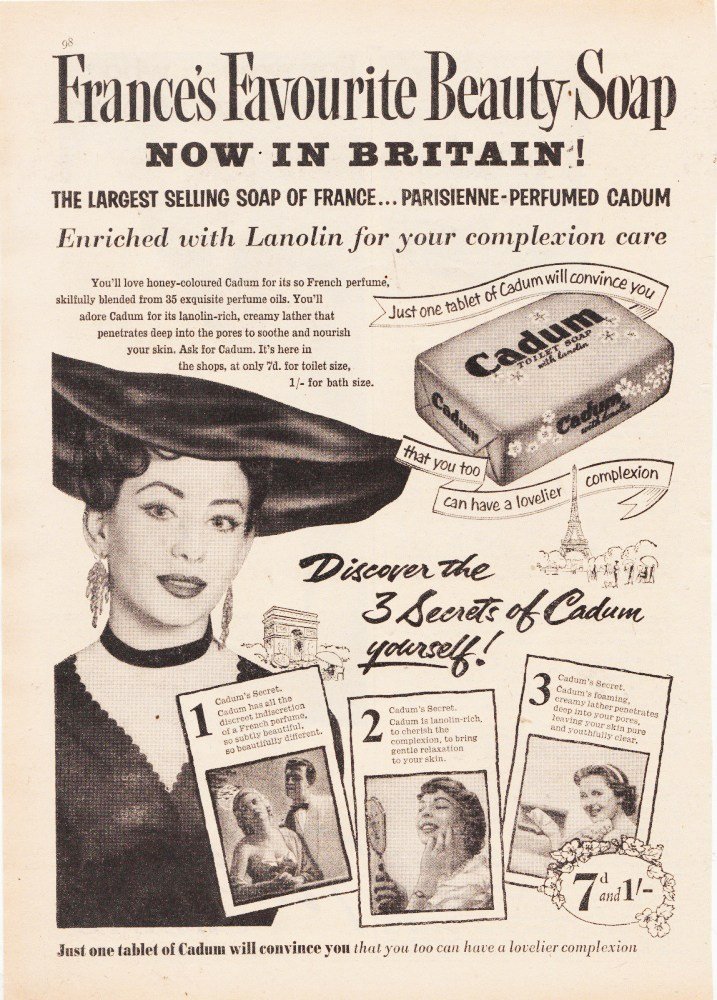 98
France's Favourite Beauty Soap
NOW IN BRITAIN!
THE LARGEST SELLING SOAP OF FRANCE... PARISIENNE-PERFUMED CADUM
Enriched with Lanolin for your complexion care
You'll love honey-coloured Cadum for its so French perfume,
skilfully blended from 35 exquisite perfume oils. You'll
adore Cadum for its lanolin-rich, creamy lather that
penetrates deep into the pores to soothe and nourish
your skin. Ask for Cadum. It's here in
the shops, at only 7d. for toilet size,
1/- for bath size.
Just one tablet of Cadum will convince you
Cadum
TOILET SOAP
with lanolin
Cadum
Cadum
with lanolin
that you too
can have a lovelier complexion
Discover the
3 Secrets of Cadum
yourself!
1
Cadum's Secret.
Cadum has all the
discreet indiscretion
of a French perfume,
so subtly beautiful,
so beautifully different.
2
Cadum's Secret.
Cadum is lanolin-rich,
to cherish the
complexion, to bring
gentle relaxation
to your skin.
3
Cadum's Secret.
Cadum's foaming,
creamy lather penetrates
deep into your pores,
leaving your skin pure
and youthfully clear.
7d and 1/-
Just one tablet of Cadum will convince you that you too can have a lovelier complexion